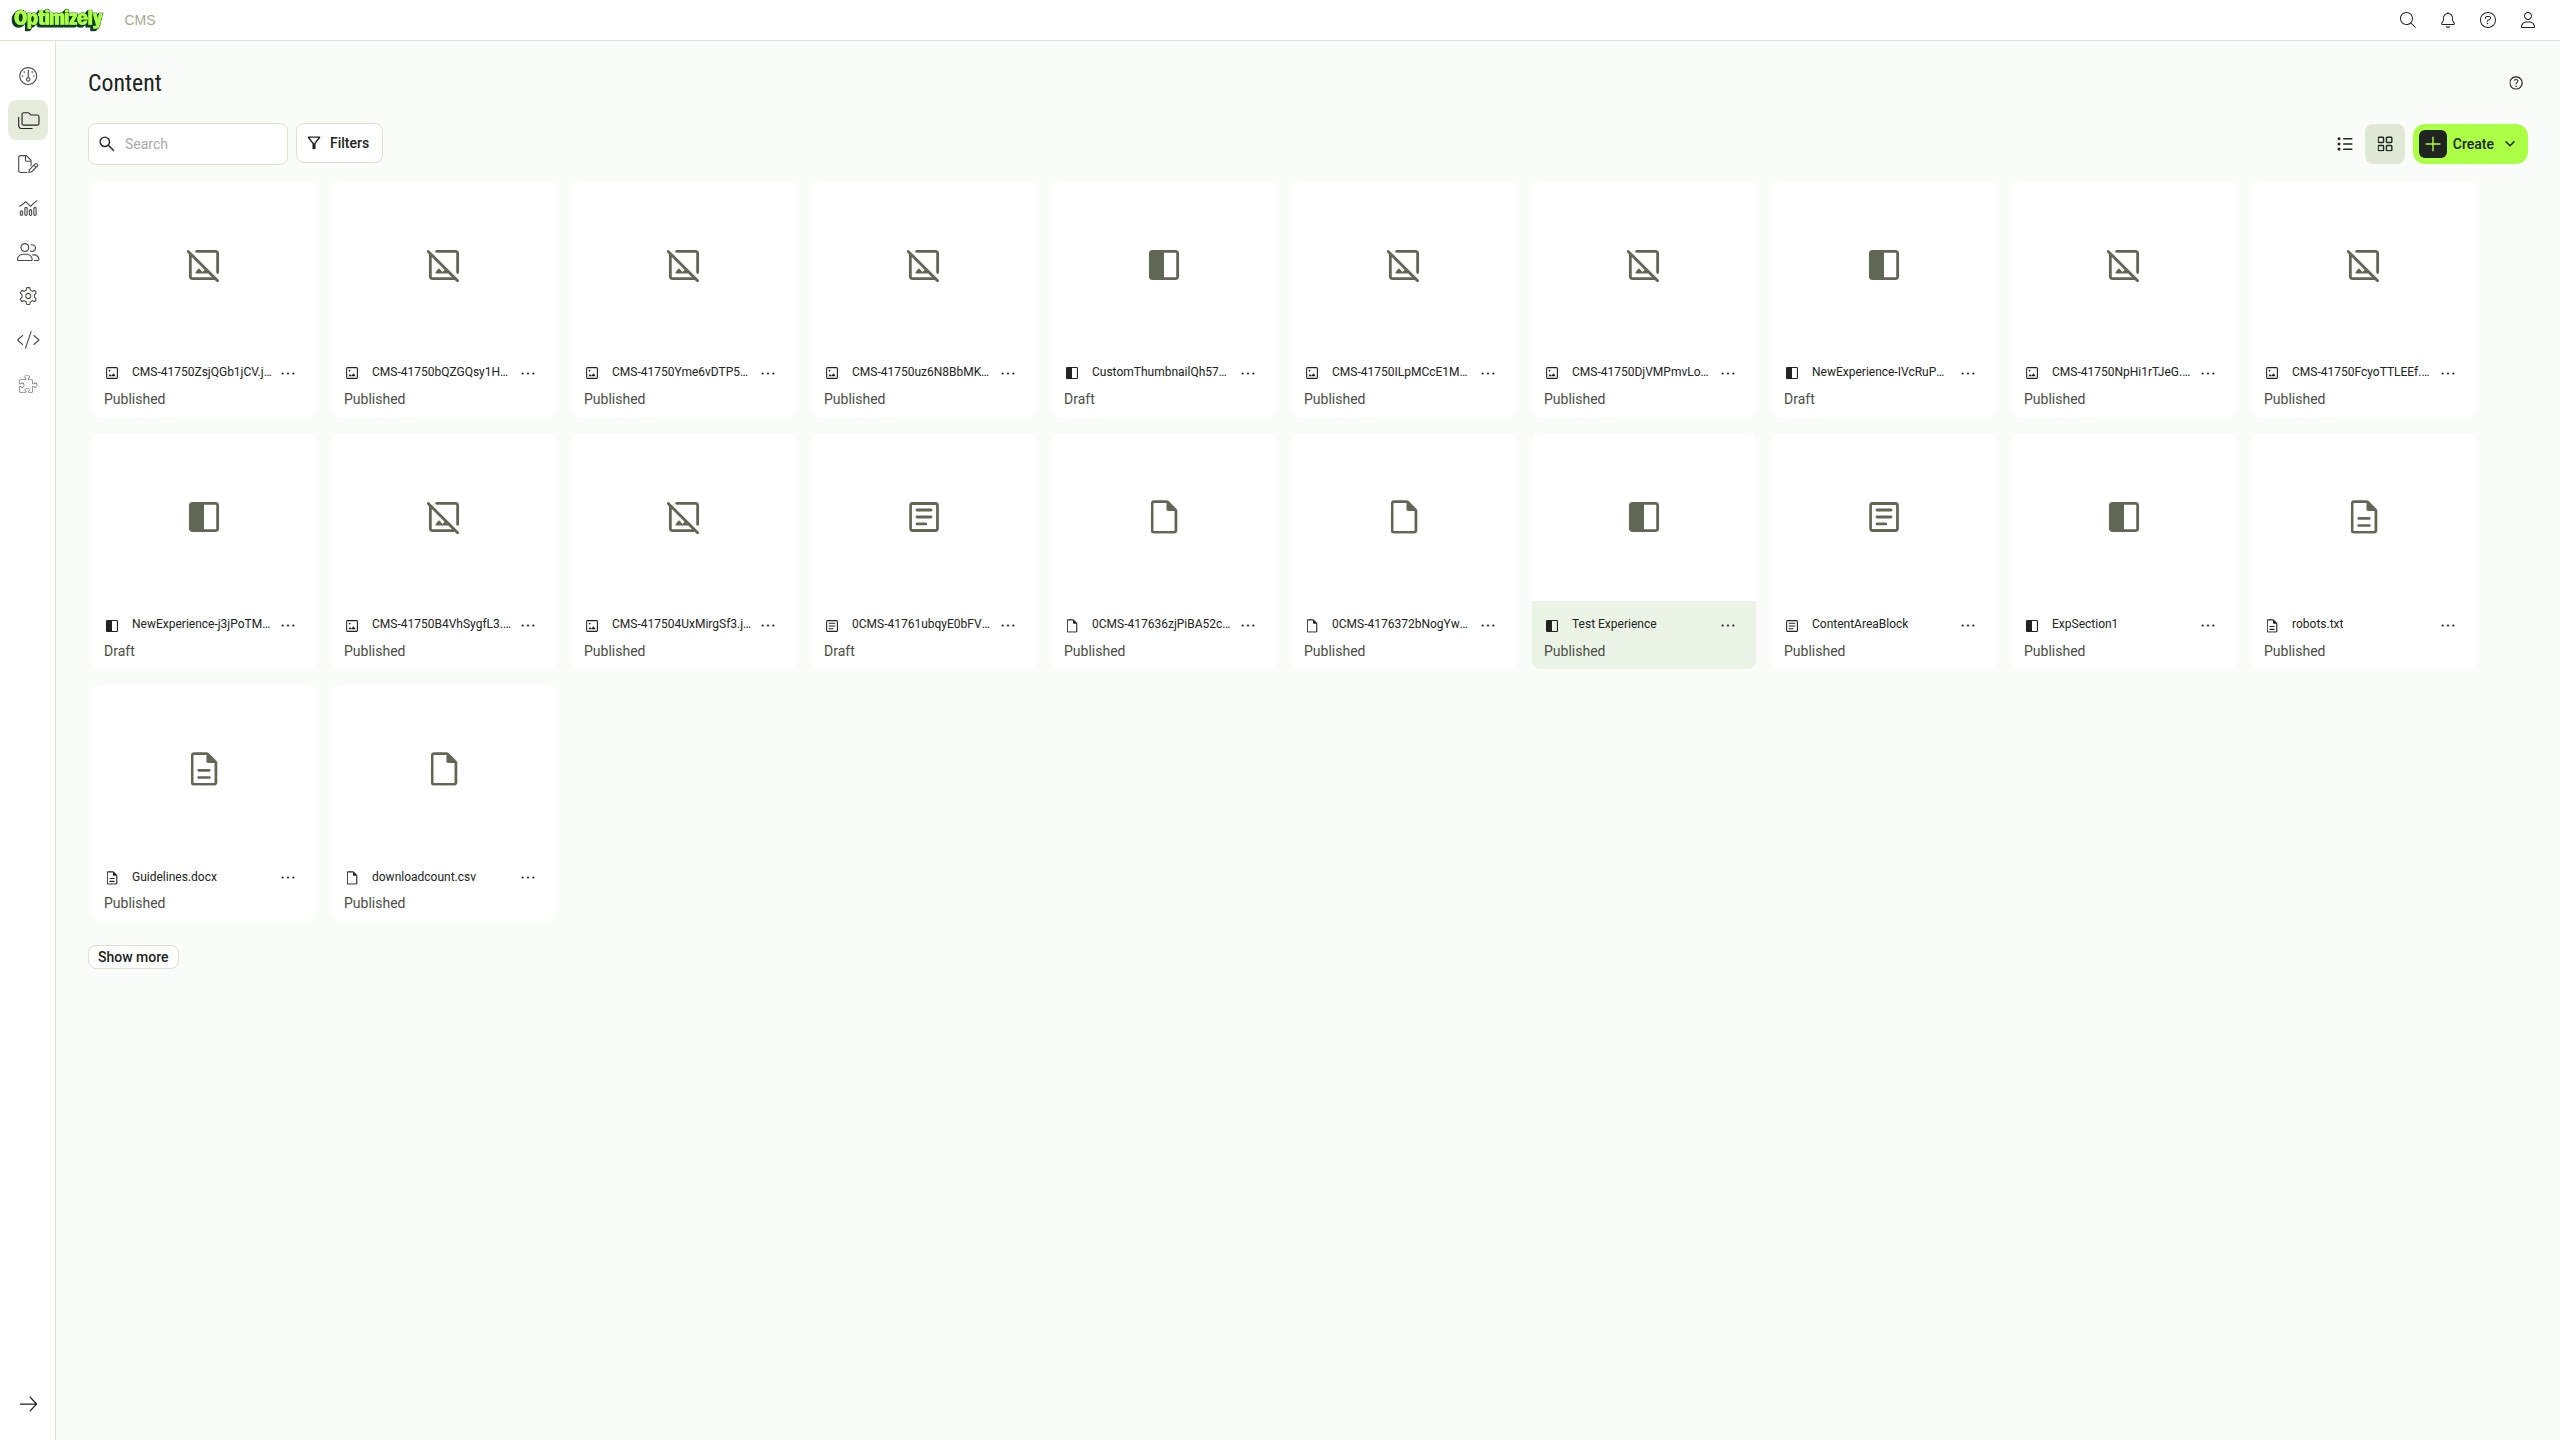 Optimizely CMS
Content
Search Filters Create
CMS-41750ZsjQGb1jCV.j... CMS-41750bQZGQsy1H... CMS-41750Yme6vDTP5... CMS-41750uz6N8BbMK... CustomThumbnailQh57... CMS-41750ILpMCcE1M... CMS-41750DjVMPmvLo... NewExperience-IVcRuP... CMS-41750NpHi1rTJeG.... CMS-41750FcyoTTLEEf....
Published Published Published Published Draft Published Published Draft Published Published
NewExperience-j3jPoTM... CMS-41750B4VhSygfL3.... CMS-417504UxMirgSf3.j... 0CMS-41761ubqyE0bFV... 0CMS-417636zjPiBA52c... 0CMS-4176372bNogYw... Test Experience ContentAreaBlock ExpSection1 robots.txt
Draft Published Published Draft Published Published Published Published Published Published
Guidelines.docx downloadcount.csv
Published Published
Show more